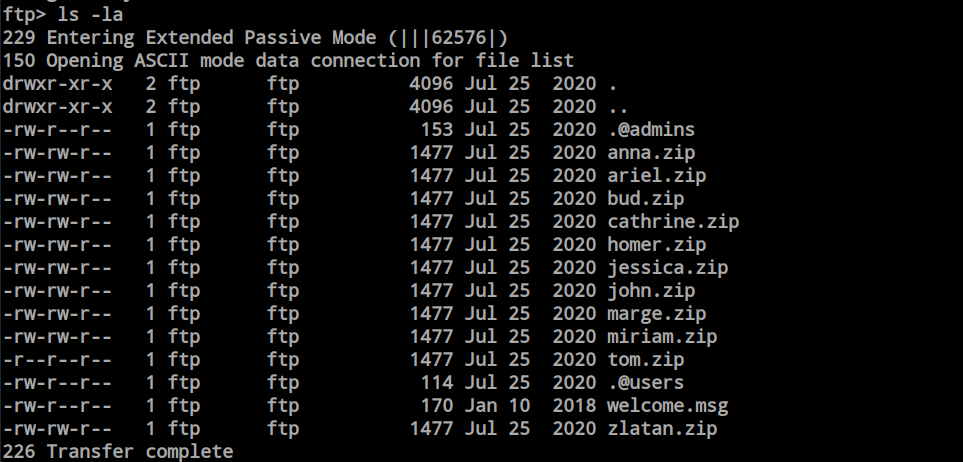 ftp> ls -la
229 Entering Extended Passive Mode (|||62576|)
150 Opening ASCII mode data connection for file list
drwxr-xr-x   2 ftp      ftp          4096 Jul 25  2020 .
drwxr-xr-x   2 ftp      ftp          4096 Jul 25  2020 ..
-rw-r--r--   1 ftp      ftp           153 Jul 25  2020 .@admins
-rw-rw-r--   1 ftp      ftp          1477 Jul 25  2020 anna.zip
-rw-rw-r--   1 ftp      ftp          1477 Jul 25  2020 ariel.zip
-rw-rw-r--   1 ftp      ftp          1477 Jul 25  2020 bud.zip
-rw-rw-r--   1 ftp      ftp          1477 Jul 25  2020 cathrine.zip
-rw-rw-r--   1 ftp      ftp          1477 Jul 25  2020 homer.zip
-rw-rw-r--   1 ftp      ftp          1477 Jul 25  2020 jessica.zip
-rw-rw-r--   1 ftp      ftp          1477 Jul 25  2020 john.zip
-rw-rw-r--   1 ftp      ftp          1477 Jul 25  2020 marge.zip
-rw-rw-r--   1 ftp      ftp          1477 Jul 25  2020 miriam.zip
-r--r--r--   1 ftp      ftp          1477 Jul 25  2020 tom.zip
-rw-r--r--   1 ftp      ftp           114 Jul 25  2020 .@users
-rw-r--r--   1 ftp      ftp           170 Jan 10  2018 welcome.msg
-rw-rw-r--   1 ftp      ftp          1477 Jul 25  2020 zlatan.zip
226 Transfer complete